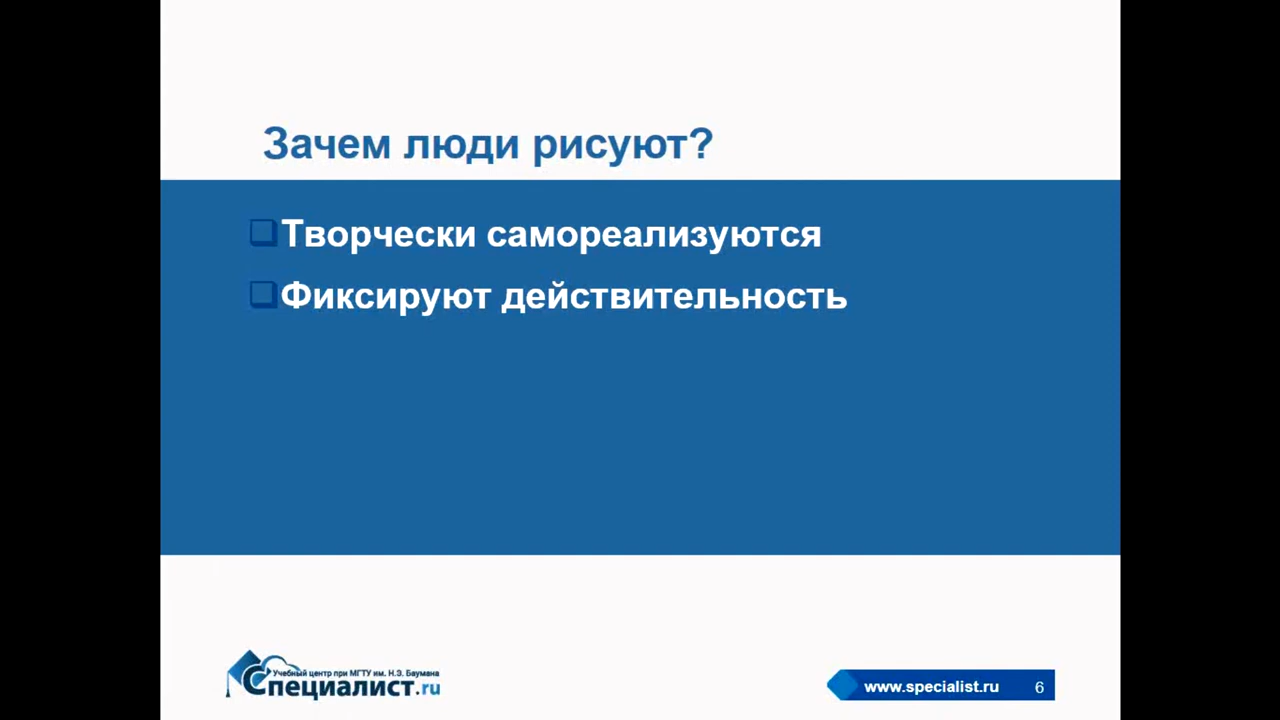 Зачем люди рисуют?
Творчески самореализуются
Фиксируют действительность
Учебный центр при МГТУ им. Н.Э. Баумана
Специалист.ru
www.specialist.ru 6